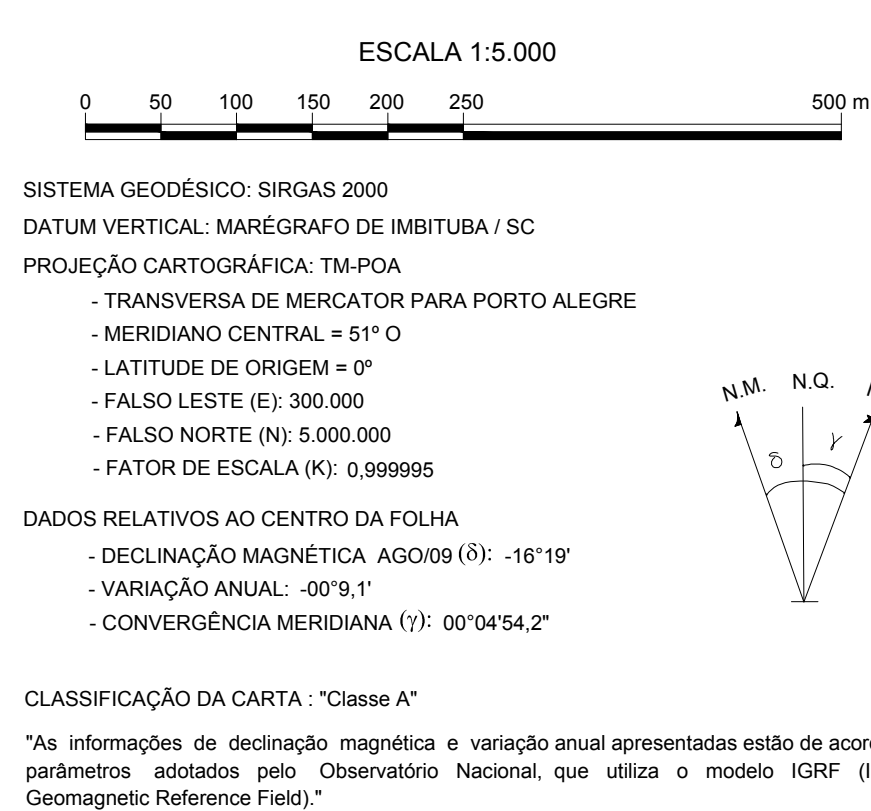 ESCALA 1:5.000
0 50 100 150 200 250 500 m
SISTEMA GEODÉSICO: SIRGAS 2000
DATUM VERTICAL: MARÉGRAFO DE IMBITUBA / SC
PROJEÇÃO CARTOGRÁFICA: TM-POA
- TRANSVERSA DE MERCATOR PARA PORTO ALEGRE
- MERIDIANO CENTRAL = 51º O
- LATITUDE DE ORIGEM = 0º
- FALSO LESTE (E): 300.000
- FALSO NORTE (N): 5.000.000
- FATOR DE ESCALA (K): 0,999995
N.M. N.Q.
δ γ
DADOS RELATIVOS AO CENTRO DA FOLHA
- DECLINAÇÃO MAGNÉTICA AGO/09 (δ): -16°19'
- VARIAÇÃO ANUAL: -00°9,1'
- CONVERGÊNCIA MERIDIANA (γ): 00°04'54,2"
CLASSIFICAÇÃO DA CARTA : "Classe A"
"As informações de declinação magnética e variação anual apresentadas estão de acor
parâmetros adotados pelo Observatório Nacional, que utiliza o modelo IGRF (I
Geomagnetic Reference Field)."